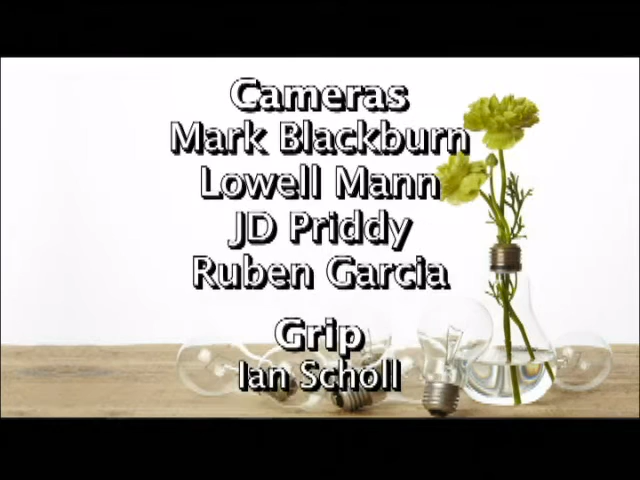 Cameras
Mark Blackburn
Lowell Mann
JD Priddy
Ruben Garcia
Grip
Ian Scholl